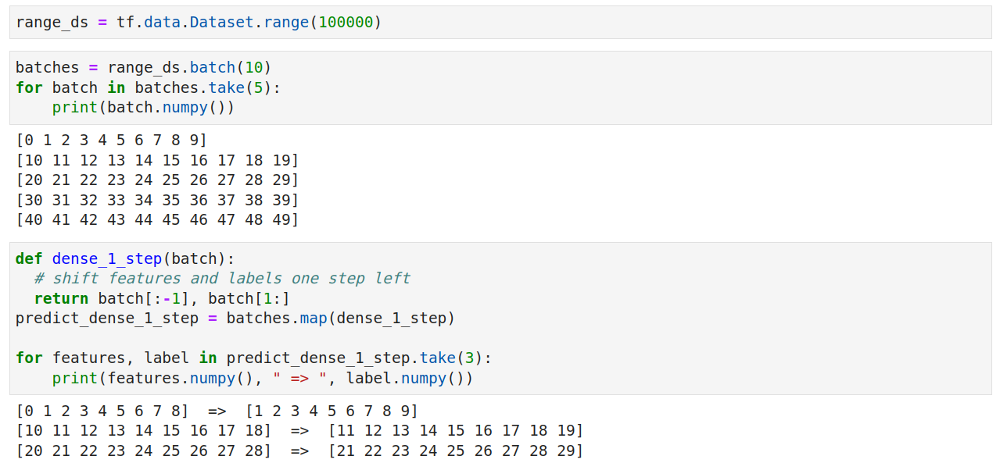 range_ds = tf.data.Dataset.range(100000)
batches = range_ds.batch(10)
for batch in batches.take(5):
    print(batch.numpy())
[0 1 2 3 4 5 6 7 8 9]
[10 11 12 13 14 15 16 17 18 19]
[20 21 22 23 24 25 26 27 28 29]
[30 31 32 33 34 35 36 37 38 39]
[40 41 42 43 44 45 46 47 48 49]
def dense_1_step(batch):
  # shift features and labels one step left
  return batch[:-1], batch[1:]
predict_dense_1_step = batches.map(dense_1_step)
for features, label in predict_dense_1_step.take(3):
    print(features.numpy(), " => ", label.numpy())
[0 1 2 3 4 5 6 7 8]  =>  [1 2 3 4 5 6 7 8 9]
[10 11 12 13 14 15 16 17 18]  =>  [11 12 13 14 15 16 17 18 19]
[20 21 22 23 24 25 26 27 28]  =>  [21 22 23 24 25 26 27 28 29]